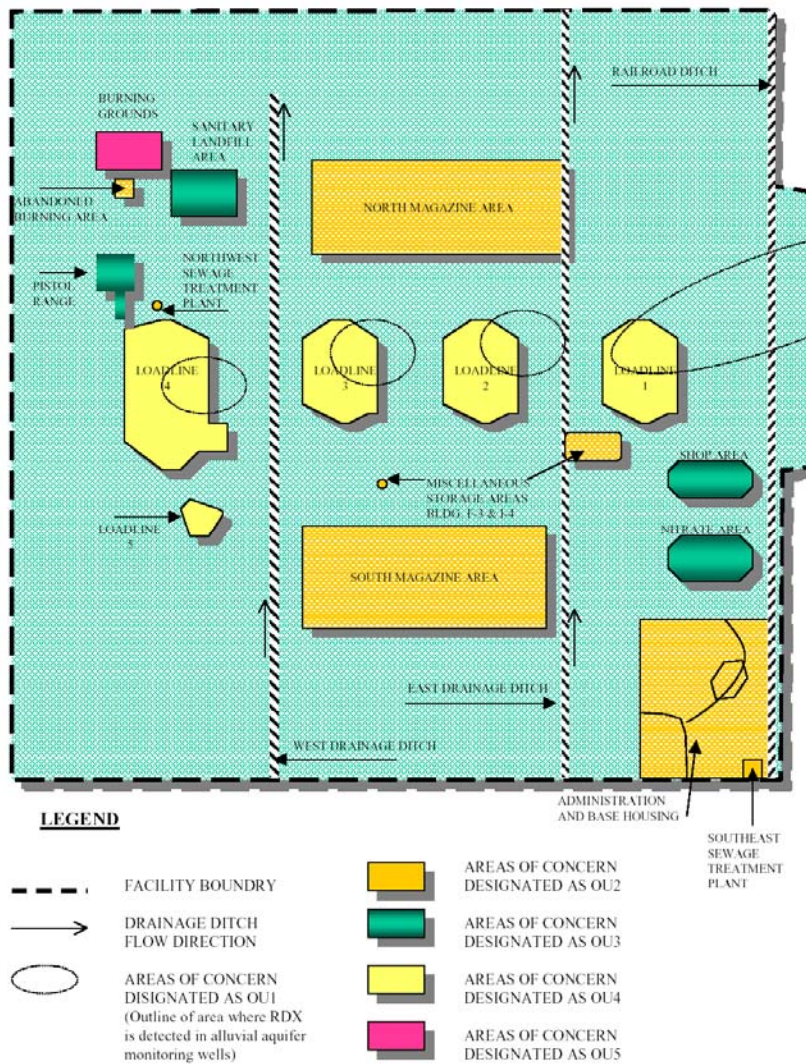 RAILROAD DITCH
BURNING
GROUNDS
SANITARY
LANDFILL
AREA
ABANDONED
BURNING AREA
NORTH MAGAZINE AREA
PISTOL
RANGE
NORTHWEST
SEWAGE
TREATMENT
PLANT
LOADLINE
4
LOADLINE
3
LOADLINE
2
LOADLINE
1
SHOP AREA
MISCELLANEOUS
STORAGE AREAS
BLDG. F-3 & I-4
LOADLINE
5
NITRATE AREA
SOUTH MAGAZINE AREA
EAST DRAINAGE DITCH
WEST DRAINAGE DITCH
ADMINISTRATION
AND BASE HOUSING
SOUTHEAST
SEWAGE
TREATMENT
PLANT
LEGEND
FACILITY BOUNDRY
DRAINAGE DITCH
FLOW DIRECTION
AREAS OF CONCERN
DISIGNATED AS OU1
(Outline of area where RDX
is detected in alluvial aquifer
monitoring wells)
AREAS OF CONCERN
DESIGNATED AS OU2
AREAS OF CONCERN
DESIGNATED AS OU3
AREAS OF CONCERN
DESIGNATED AS OU4
AREAS OF CONCERN
DESIGNATED AS OU5